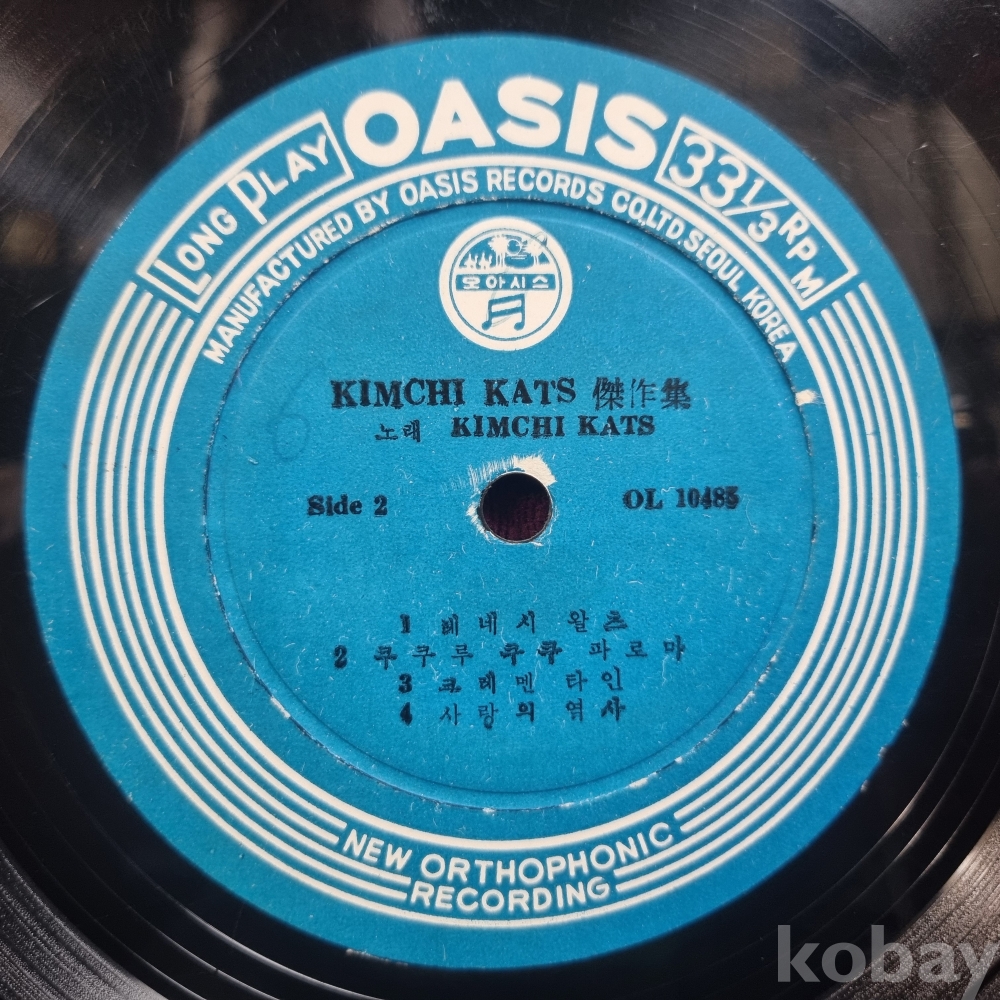 OASIS
LONG PLAY
33 1/3 RPM
MANUFACTURED BY OASIS RECORDS CO.LTD. SEOUL KOREA
오아시스
KIMCHI KATS 傑作集
노래 KIMCHI KATS
Side 2
OL 10485
1 테네시 왈츠
2 쿠쿠루 쿠쿠 파로마
3 크레멘 타인
4 사랑의 역사
NEW ORTHOPHONIC
RECORDING
kobay